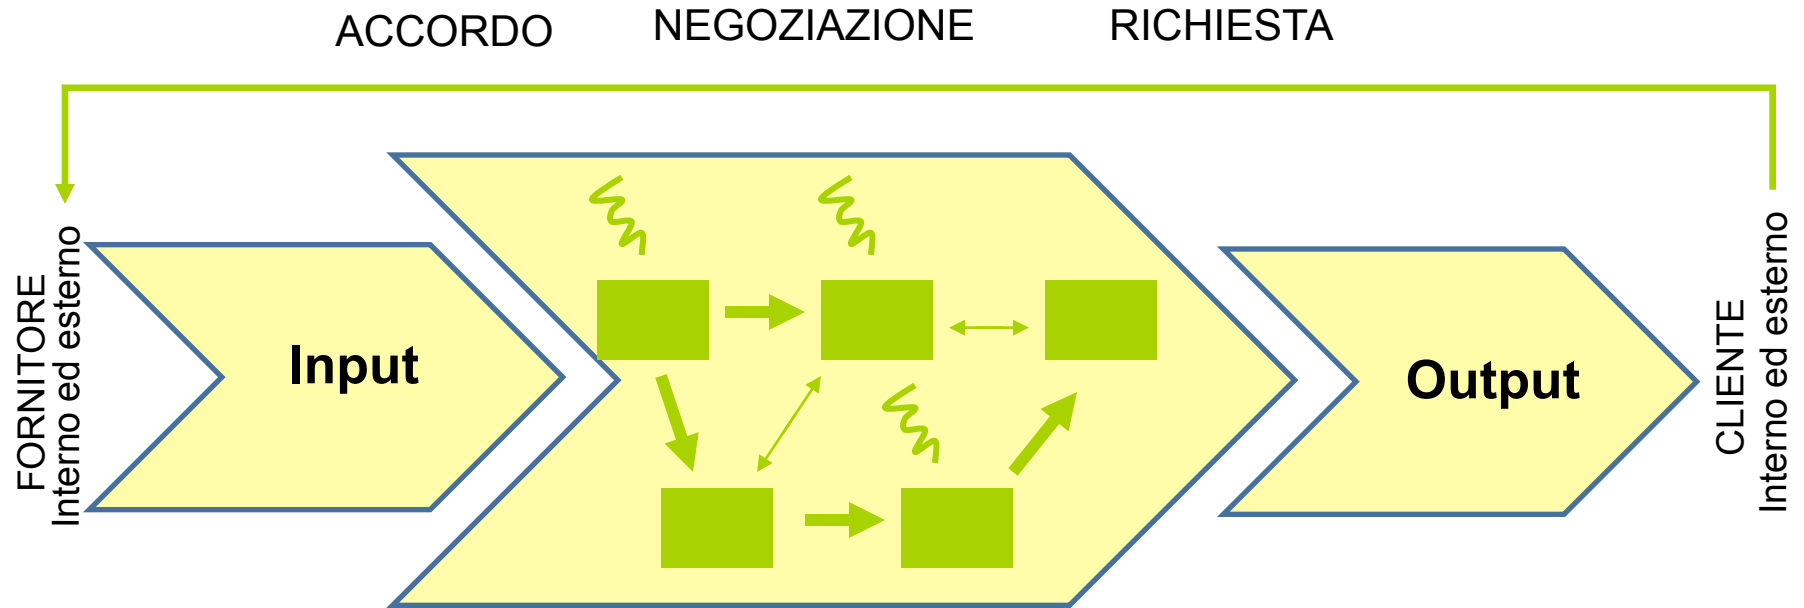 ACCORDO
NEGOZIAZIONE
RICHIESTA
FORNITORE
Interno ed esterno
Input
Output
CLIENTE
Interno ed esterno